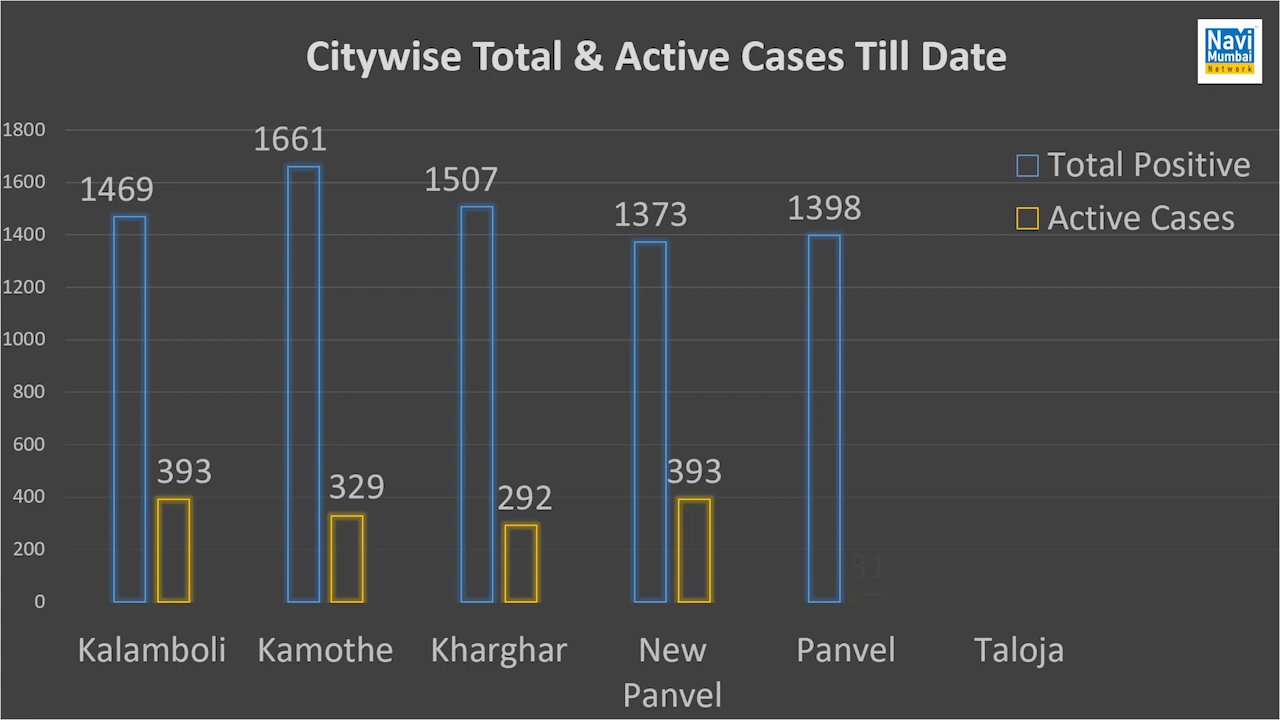 Citywise Total & Active Cases Till Date
Navi
Mumbai
Network
1800
1600
1400
1200
1000
800
600
400
200
0
1469
1661
1507
1373
1398
393
329
292
393
Total Positive
Active Cases
Kalamboli
Kamothe
Kharghar
New
Panvel
Panvel
Taloja